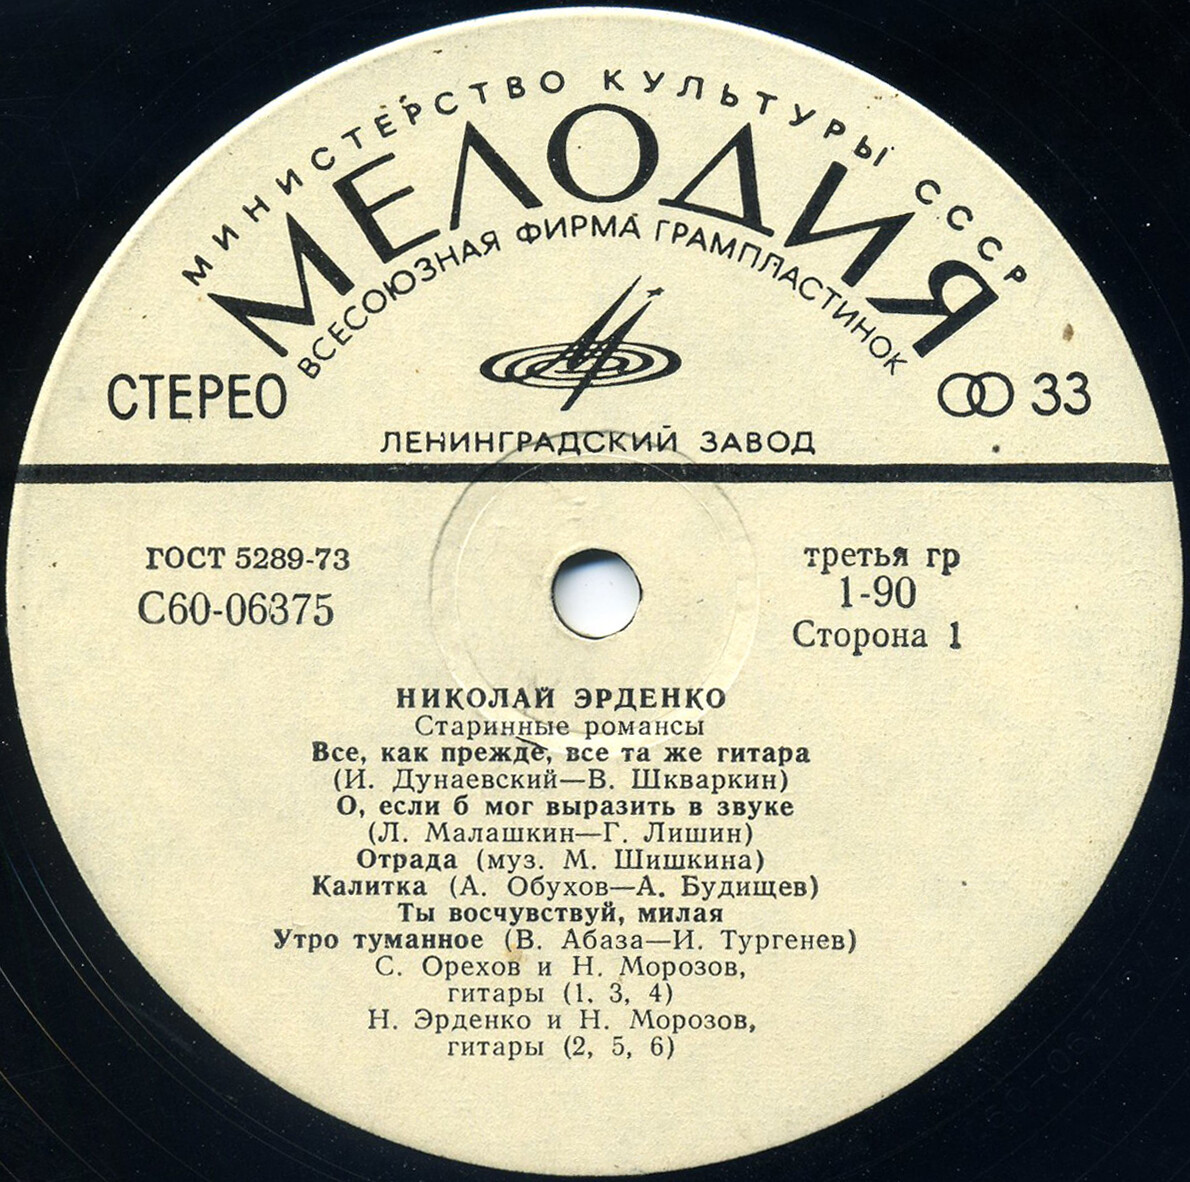 МИНИСТЕРСТВО КУЛЬТУРЫ СССР
МЕЛОДИЯ
ВСЕСОЮЗНАЯ ФИРМА ГРАМПЛАСТИНОК
СТЕРЕО
33
ЛЕНИНГРАДСКИЙ ЗАВОД
ГОСТ 5289-73
С60-06375
третья гр
1-90
Сторона 1
НИКОЛАЙ ЭРДЕНКО
Старинные романсы
Все, как прежде, все та же гитара
(И. Дунаевский—В. Шкваркин)
О, если б мог выразить в звуке
(Л. Малашкин—Г. Лишин)
Отрада (муз. М. Шишкина)
Калитка (А. Обухов—А. Будищев)
Ты восчувствуй, милая
Утро туманное (В. Абаза—И. Тургенев)
С. Орехов и Н. Морозов,
гитары (1, 3, 4)
Н. Эрденко и Н. Морозов,
гитары (2, 5, 6)